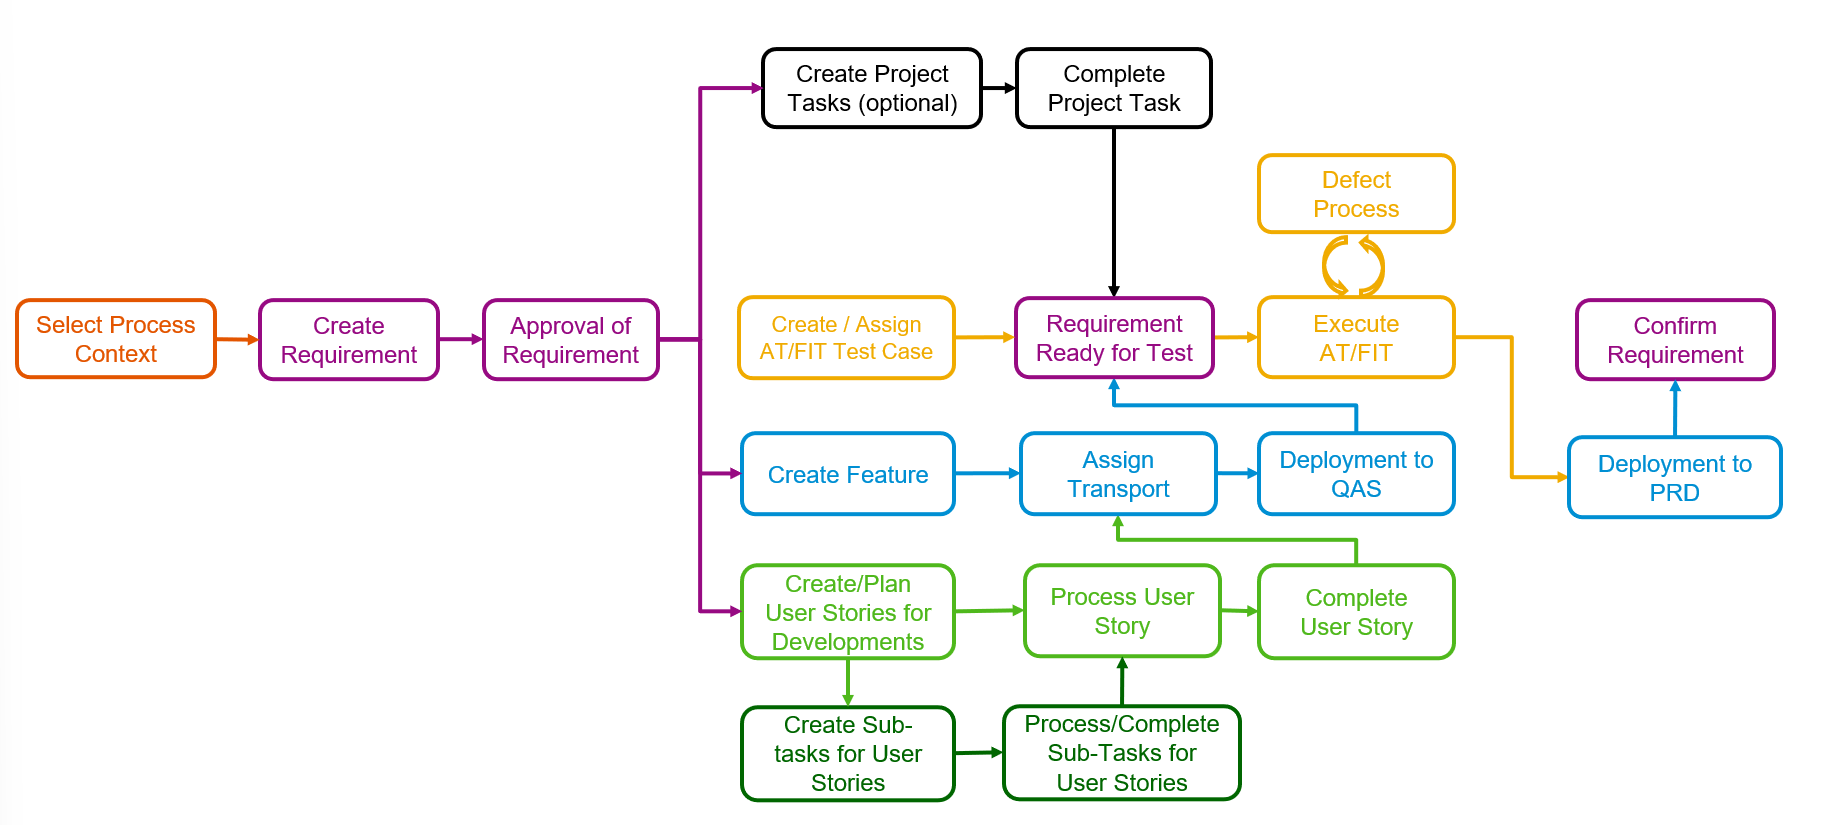 Create Project
Tasks (optional)
Complete
Project Task
Defect
Process
Select Process
Context
Create
Requirement
Approval of
Requirement
Create / Assign
AT/FIT Test Case
Requirement
Ready for Test
Execute
AT/FIT
Confirm
Requirement
Create Feature
Assign
Transport
Deployment to
QAS
Deployment to
PRD
Create/Plan
User Stories for
Developments
Process User
Story
Complete
User Story
Create Sub-
tasks for User
Stories
Process/Complete
Sub-Tasks for
User Stories